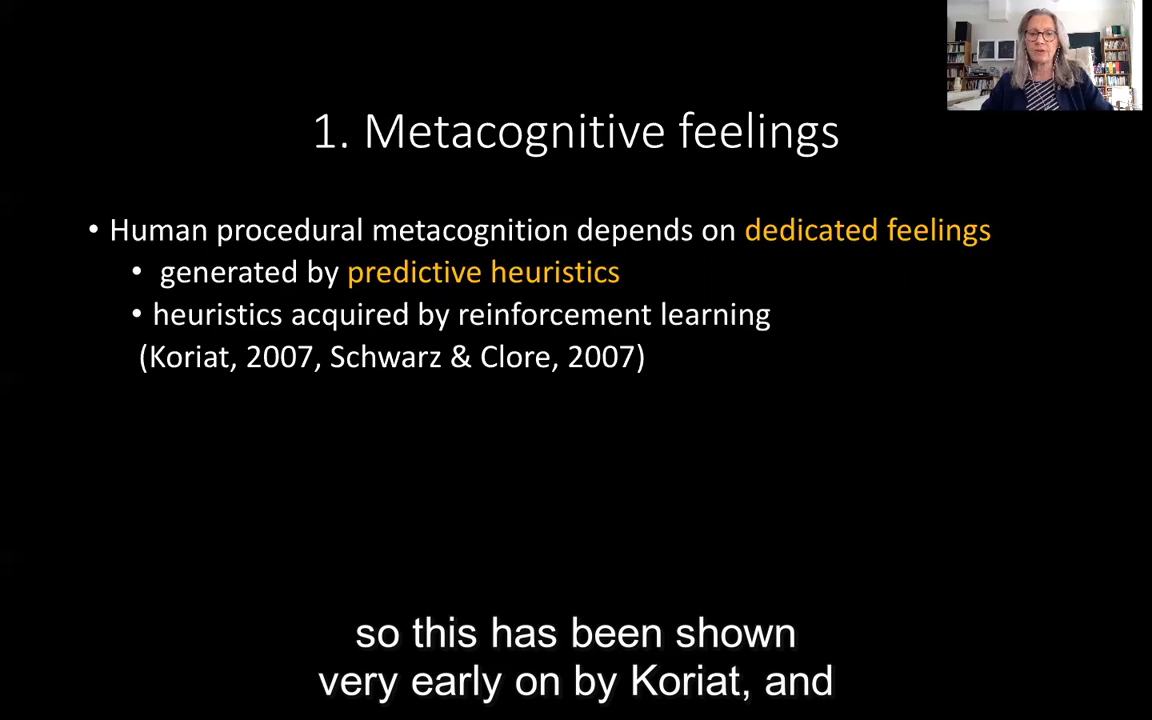 1. Metacognitive feelings
• Human procedural metacognition depends on dedicated feelings
• generated by predictive heuristics
• heuristics acquired by reinforcement learning
(Koriat, 2007, Schwarz & Clore, 2007)
so this has been shown
very early on by Koriat, and